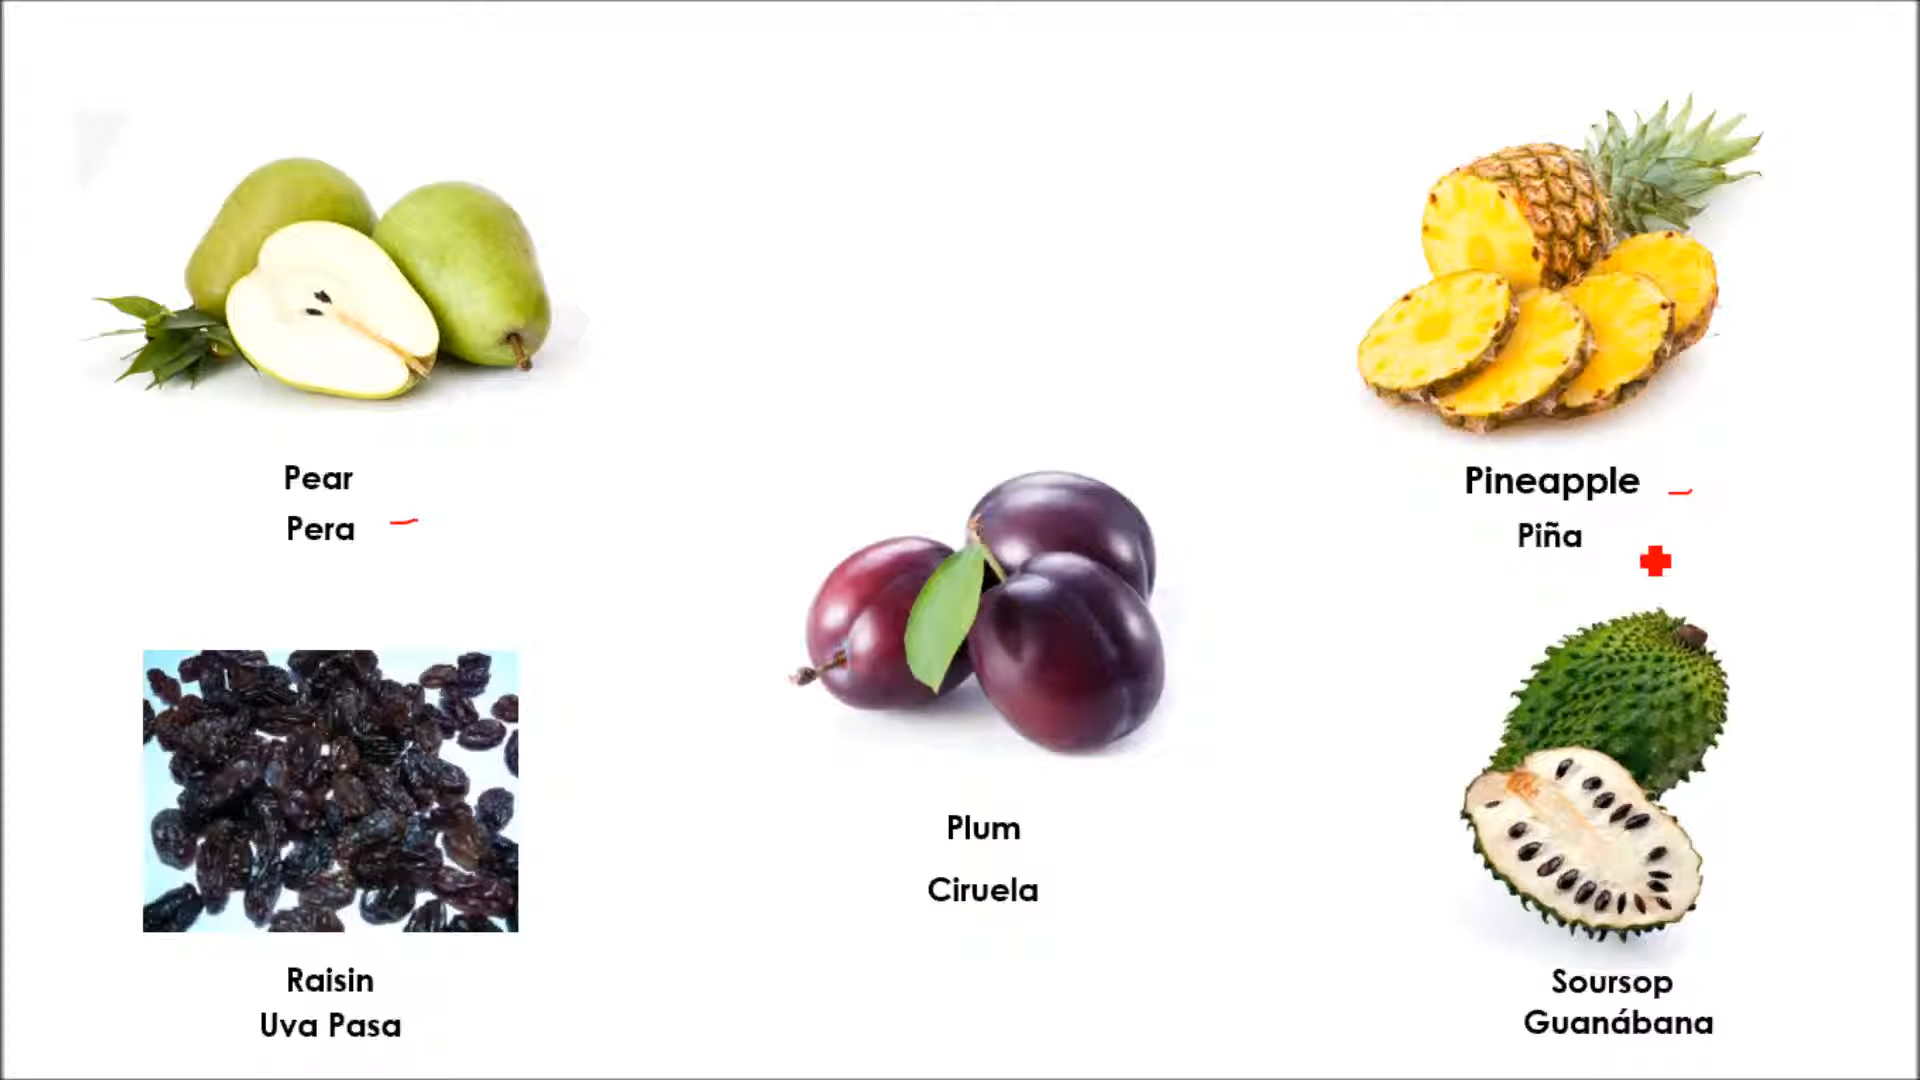 Pear
Pera
Pineapple
Piña
Plum
Ciruela
Raisin
Uva Pasa
Soursop
Guanábana